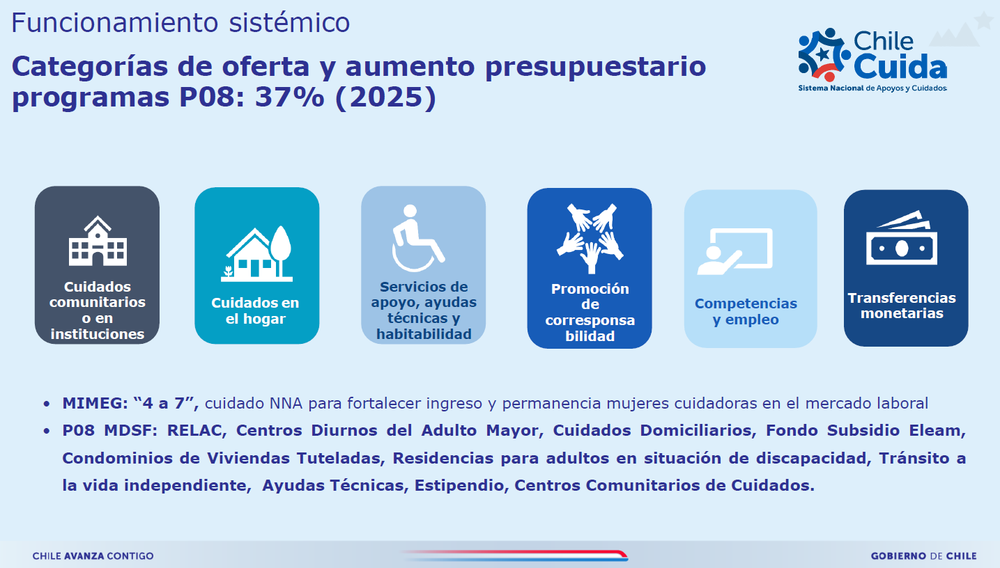 Funcionamiento sistémico
Categorías de oferta y aumento presupuestario
programas P08: 37% (2025)
Chile
Cuida
Sistema Nacional de Apoyos y Cuidados
Cuidados
comunitarios
o en
instituciones
Cuidados en
el hogar
Servicios de
apoyo, ayudas
técnicas y
habitabilidad
Promoción
de
corresponsa
bilidad
Competencias
y empleo
Transferencias
monetarias
• MIMEG: “4 a 7”, cuidado NNA para fortalecer ingreso y permanencia mujeres cuidadoras en el mercado laboral
• P08 MDSF: RELAC, Centros Diurnos del Adulto Mayor, Cuidados Domiciliarios, Fondo Subsidio Eleam,
Condominios de Viviendas Tuteladas, Residencias para adultos en situación de discapacidad, Tránsito a
la vida independiente, Ayudas Técnicas, Estipendio, Centros Comunitarios de Cuidados.
CHILE AVANZA CONTIGO
GOBIERNO DE CHILE